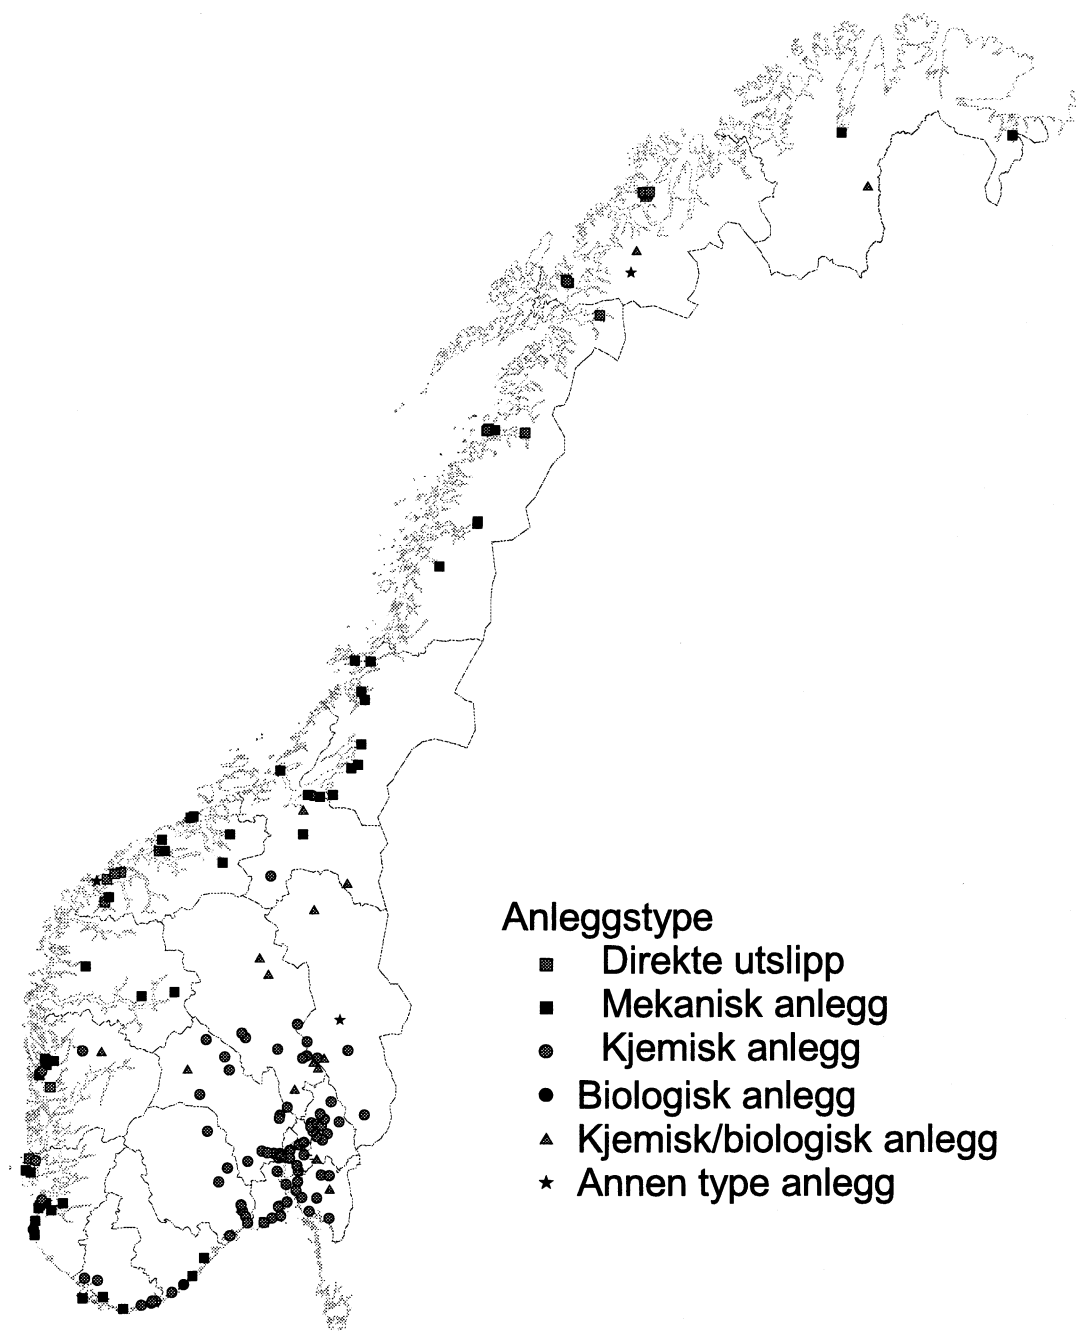 Anleggstype
Direkte utslipp
Mekanisk anlegg
Kjemisk anlegg
Biologisk anlegg
Kjemisk/biologisk anlegg
Annen type anlegg